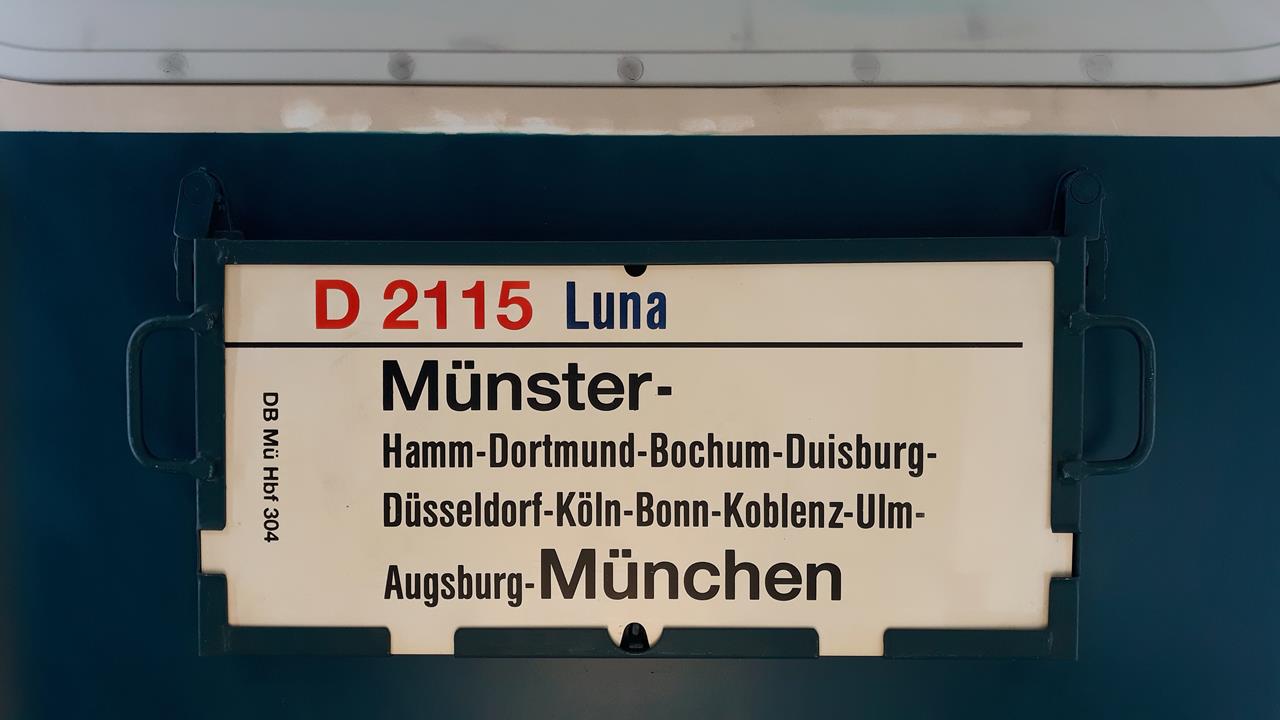 D 2115 Luna
Münster-
Hamm-Dortmund-Bochum-Duisburg-
Düsseldorf-Köln-Bonn-Koblenz-Ulm-
Augsburg-München
DB Mü Hbf 304